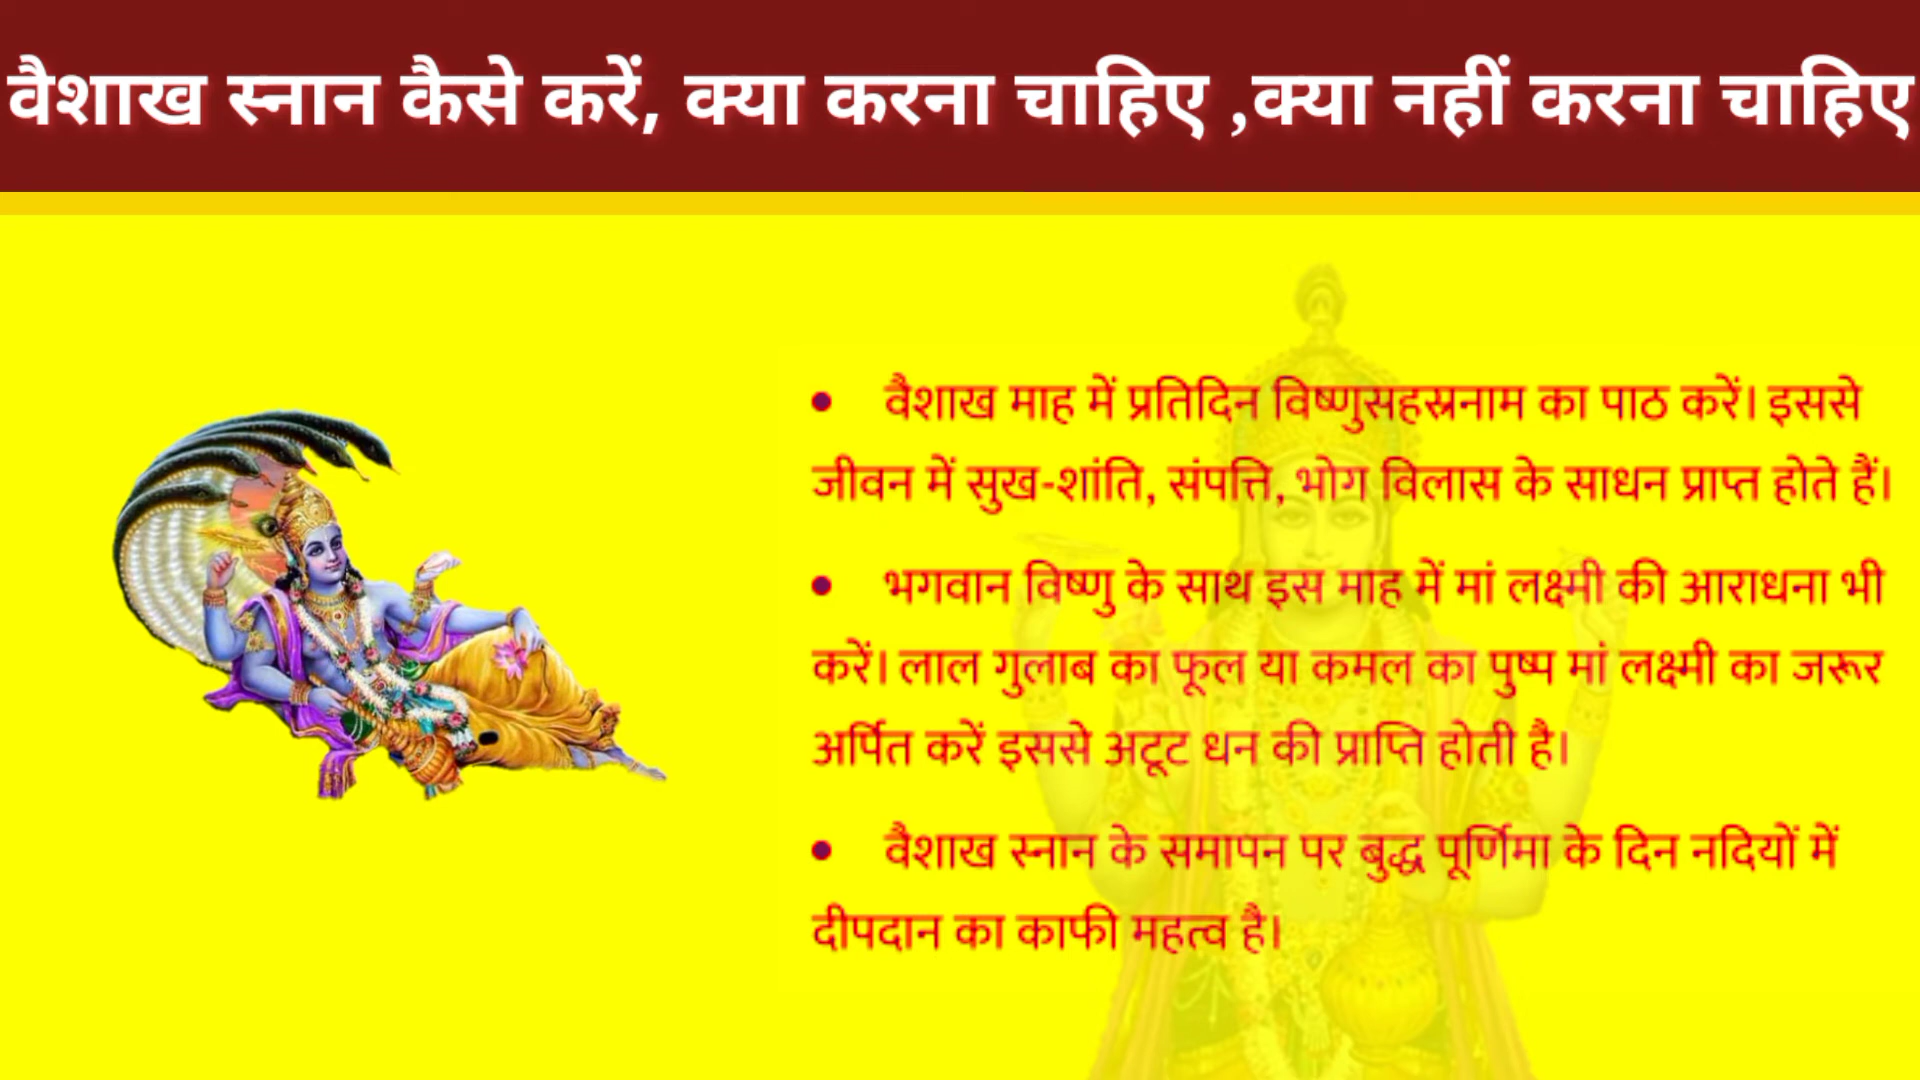 वैशाख स्नान कैसे करें, क्या करना चाहिए ,क्या नहीं करना चाहिए
• वैशाख माह में प्रतिदिन विष्णुसहस्रनाम का पाठ करें। इससे
जीवन में सुख-शांति, संपत्ति, भोग विलास के साधन प्राप्त होते हैं।
• भगवान विष्णु के साथ इस माह में मां लक्ष्मी की आराधना भी
करें। लाल गुलाब का फूल या कमल का पुष्प मां लक्ष्मी का जरूर
अर्पित करें इससे अटूट धन की प्राप्ति होती है।
• वैशाख स्नान के समापन पर बुद्ध पूर्णिमा के दिन नदियों में
दीपदान का काफी महत्व है।